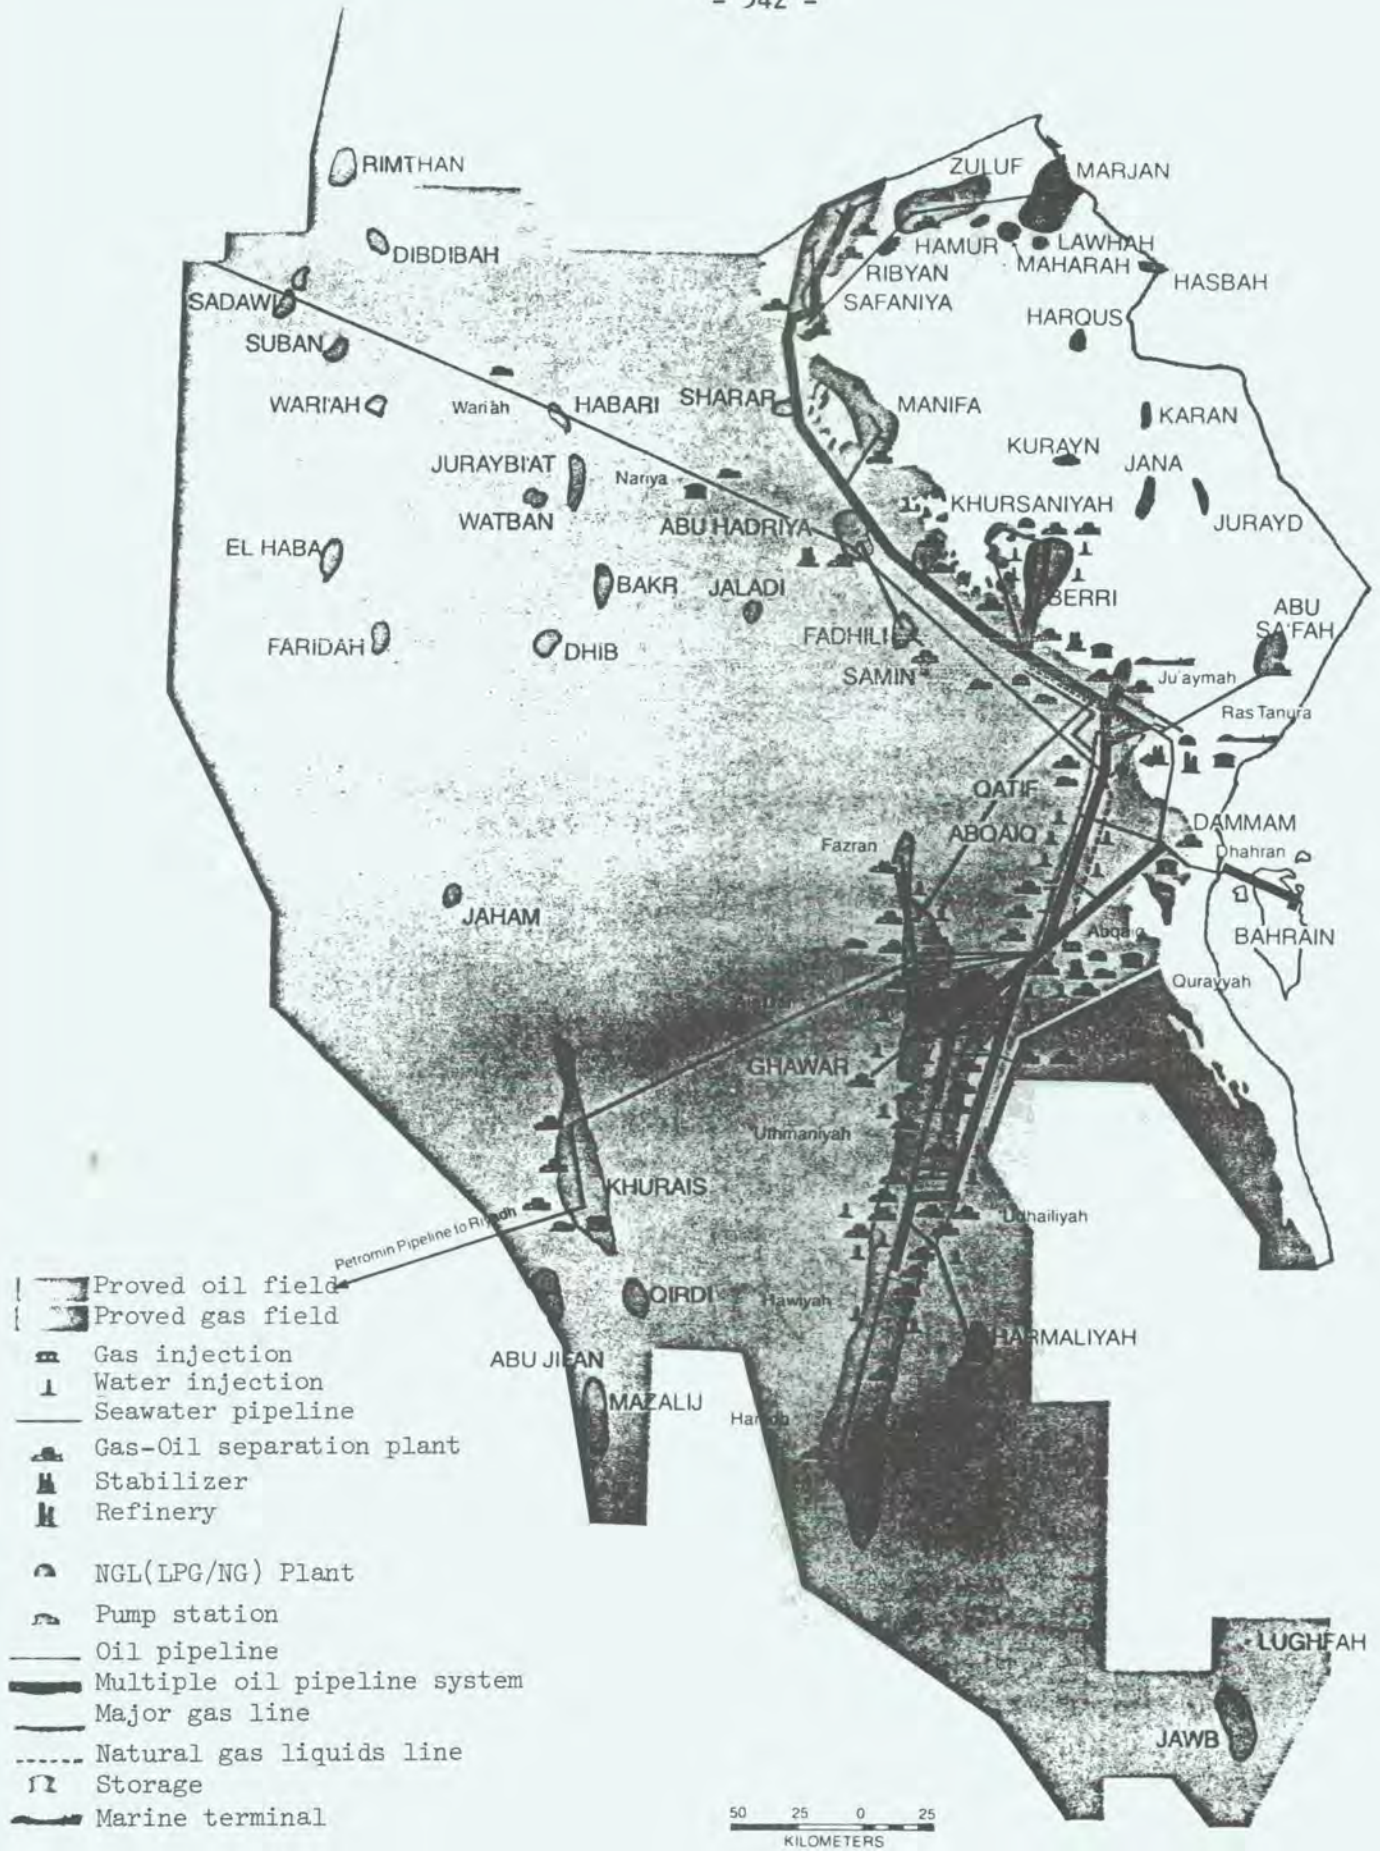 - 542 -
RIMTHAN
ZULUF
MARJAN
DIBDIBAH
HAMUR
LAWHAH
MAHARAH
RIBYAN
HASBAH
SADAWI
SAFANIYA
HARQUS
SUBAN
WARI'AH
Wari'ah
HABARI
SHARAR
MANIFA
KARAN
KURAYN
JURAYBI'AT
Nariya
JANA
WATBAN
ABU HADRIYA
KHURSANIYAH
JURAYD
EL HABA
BAKR
JALADI
BERRI
ABU
SA'FAH
FARIDAH
DHIB
FADHILI
SAMIN
Ju'aymah
Ras Tanura
QATIF
ABQAIQ
DAMMAM
Fazran
Dhahran
JAHAM
Abqaiq
BAHRAIN
Qurayyah
GHAWAR
Uthmaniyah
KHURAIS
Udhailiyah
Petromin Pipeline to Riyadh
QIRDI
Hawiyah
HARMALIYAH
ABU JIFAN
MAZALIJ
Haradh
LUGHFAH
JAWB
Proved oil field
Proved gas field
Gas injection
Water injection
Seawater pipeline
Gas-Oil separation plant
Stabilizer
Refinery
NGL(LPG/NG) Plant
Pump station
Oil pipeline
Multiple oil pipeline system
Major gas line
Natural gas liquids line
Storage
Marine terminal
50 25 0 25
KILOMETERS